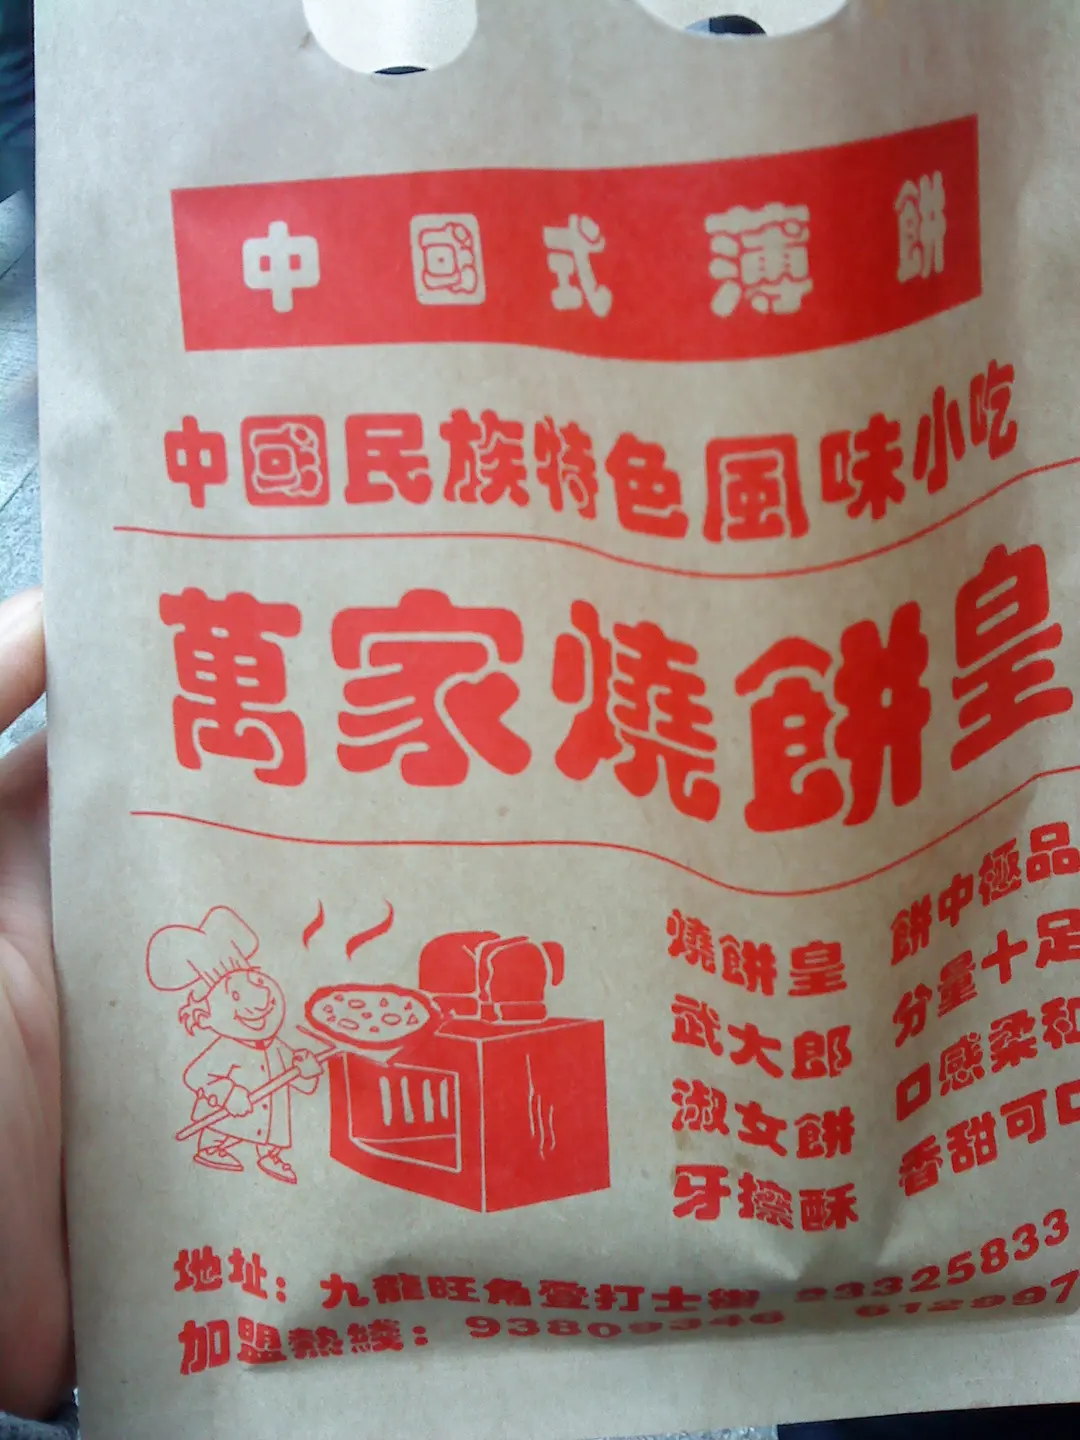 中國式薄餅
中國民族特色風味小吃
萬家燒餅皇
燒餅皇 餅中極品
武大郎 分量十足
淑女餅 口感柔和
牙擦酥 香甜可口
地址：九龍旺角登打士街 23325833
加盟熱綫：93809346